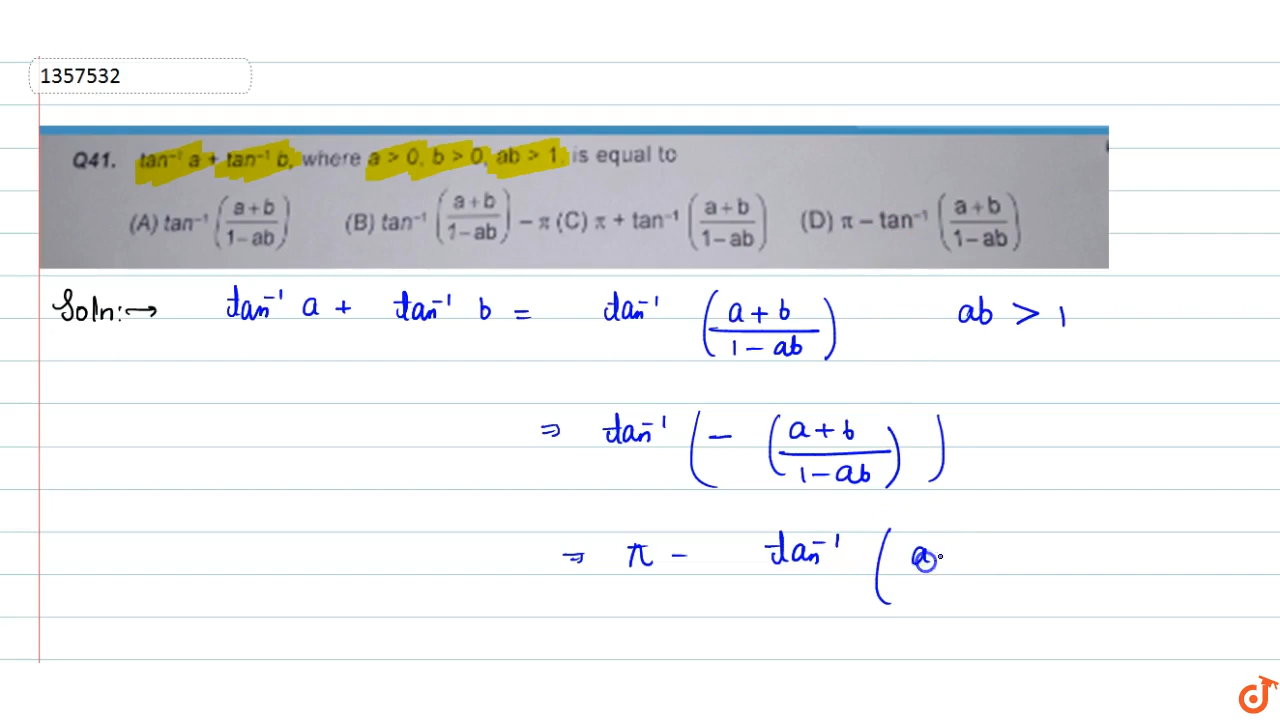 1357532
Q41. tan⁻¹ a + tan⁻¹ b, where a > 0, b > 0, ab > 1, is equal to
(A) tan⁻¹ ((a+b)/(1-ab)) (B) tan⁻¹ ((a+b)/(1-ab)) - π (C) π + tan⁻¹ ((a+b)/(1-ab)) (D) π - tan⁻¹ ((a+b)/(1-ab))
Soln:→ tan⁻¹ a + tan⁻¹ b = tan⁻¹ ((a+b)/(1-ab)) ab > 1
⇒ tan⁻¹ (- ((a+b)/(1-ab)))
⇒ π - tan⁻¹ (a